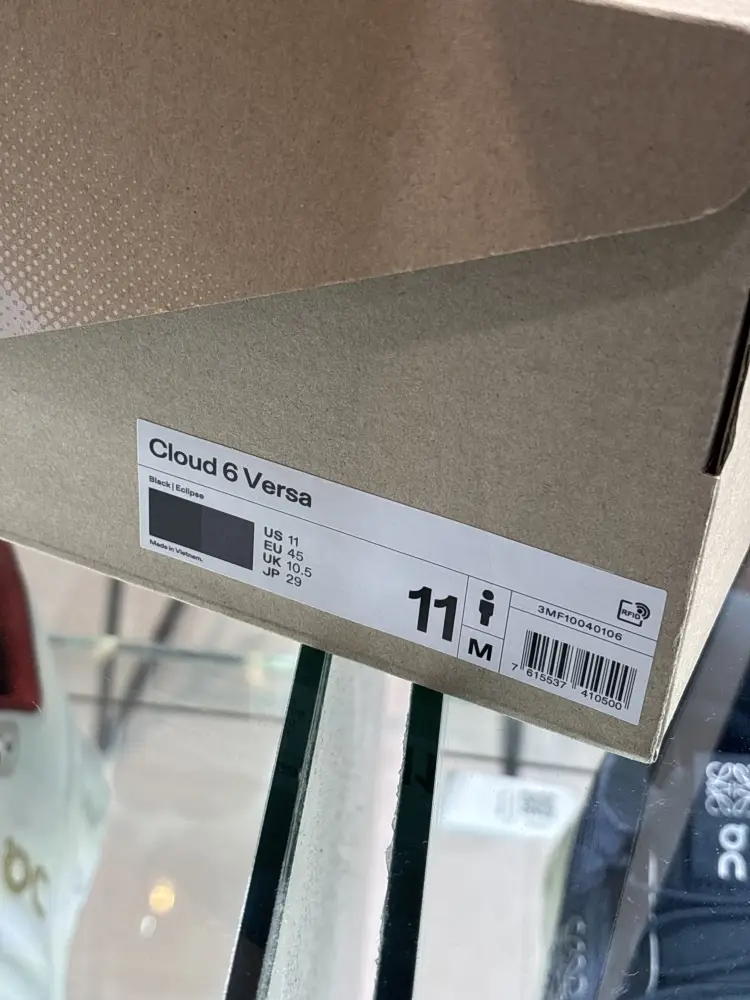 Cloud 6 Versa
Black | Eclipse
Made in Vietnam.
US 11
EU 45
UK 10.5
JP 29
11
M
3MF10040106
RFID
7 615537 410500